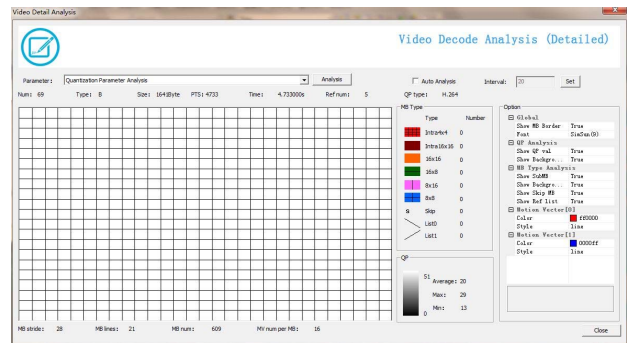 Video Detail Analysis
Video Decode Analysis (Detailed)
Parameter: Quantization Parameter Analysis Analysis Auto Analysis Interval: 20 Set
Num: 69 Type: B Size: 1641Byte PTS: 4733 Time: 4.733000s Ref num: 5 QP type: H.264
MB Type
Type Number
Intra4x4 0
Intra16x16 0
16x16 0
16x8 0
8x16 0
8x8 0
S Skip 0
List0 0
List1 0
QP
51
Average: 20
Max: 29
Min: 13
0
Option
Global
Show MB Border True
Font SimSun(9)
QP Analysis
Show QP val True
Show Backgro... True
MB Type Analysis
Show SubMB True
Show Backgro... True
Show Skip MB True
Show Ref list True
Motion Vector[0]
Color ff0000
Style line
Motion Vector[1]
Color 0000ff
Style line
MB stride: 28 MB lines: 21 MB num: 609 MV num per MB: 16
Close